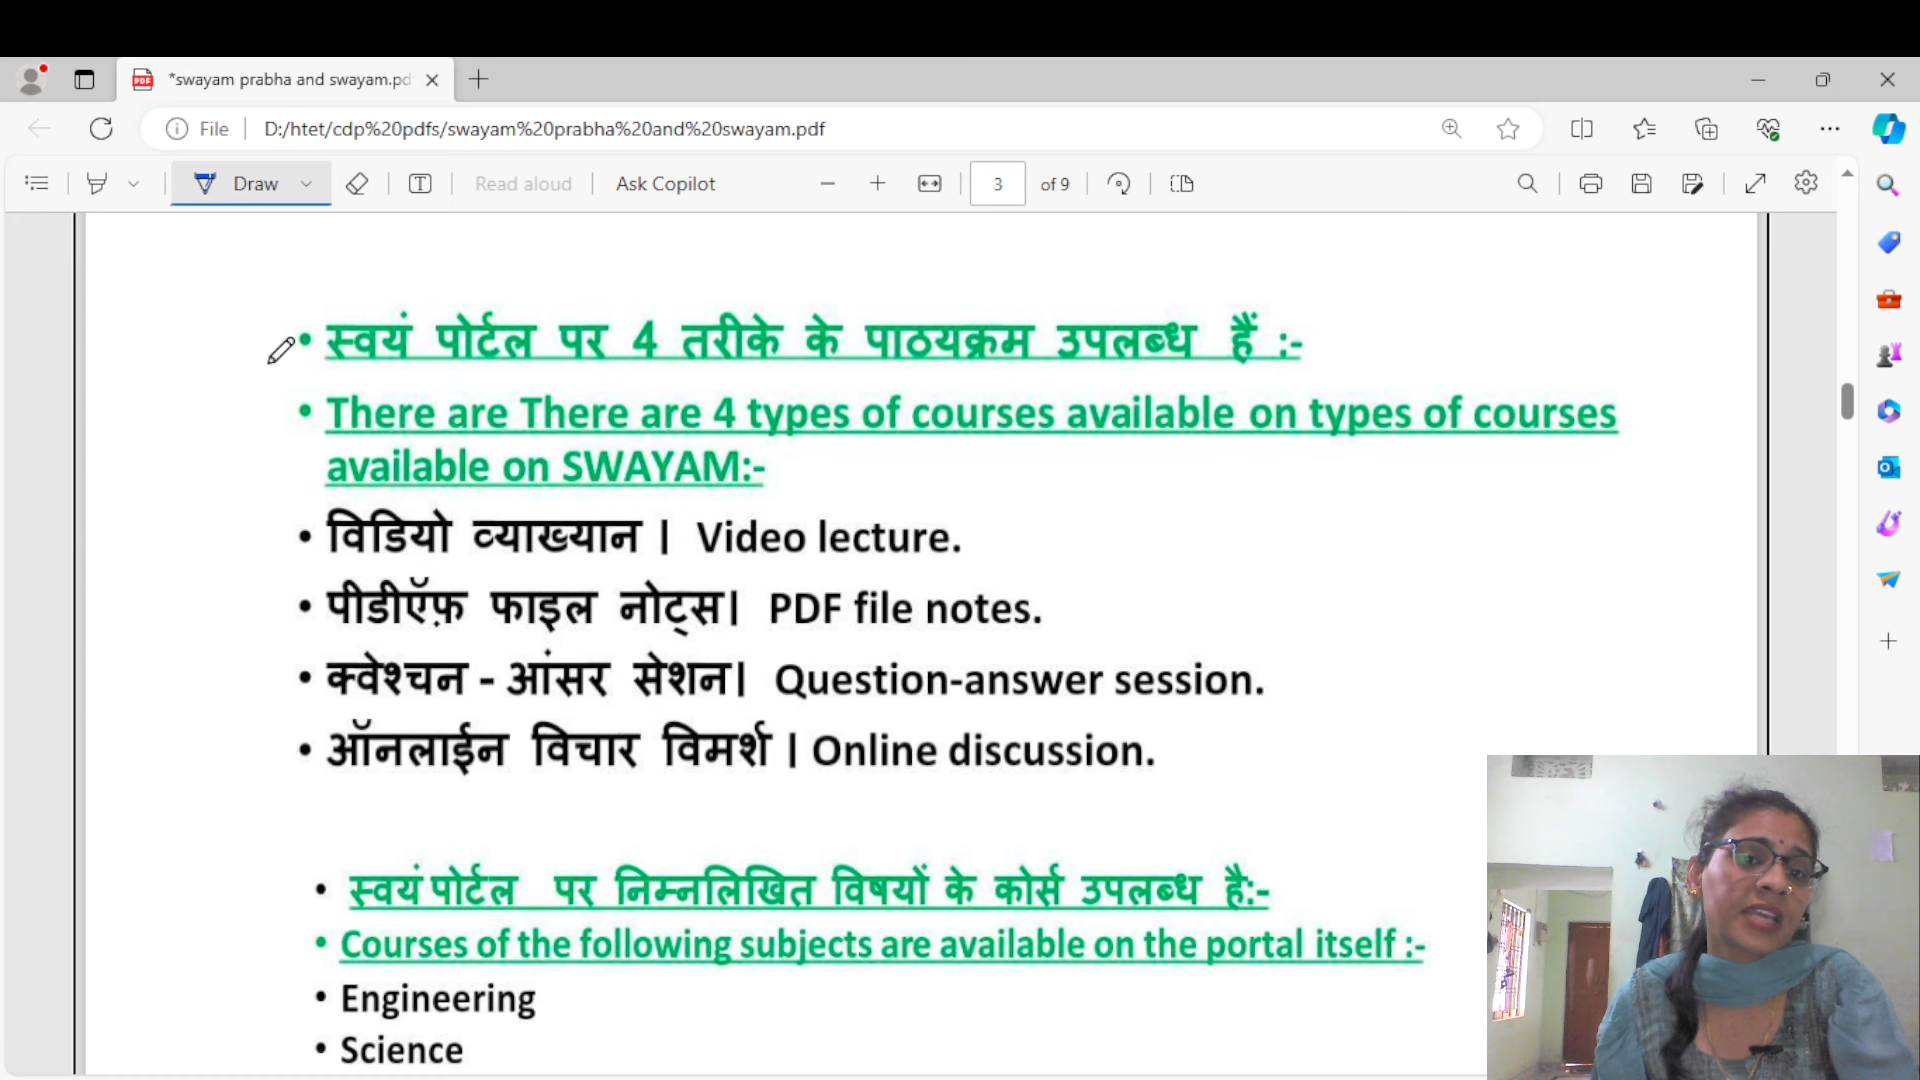 *swayam prabha and swayam.pd
File
D:/htet/cdp%20pdfs/swayam%20prabha%20and%20swayam.pdf
Draw
Read aloud
Ask Copilot
3
of 9
• स्वयं पोर्टल पर 4 तरीके के पाठयक्रम उपलब्ध हैं :-
• There are There are 4 types of courses available on types of courses
available on SWAYAM:-
• विडियो व्याख्यान | Video lecture.
• पीडीऍफ़ फाइल नोट्स| PDF file notes.
• क्वेश्चन - आंसर सेशन| Question-answer session.
• ऑनलाईन विचार विमर्श | Online discussion.
• स्वयं पोर्टल पर निम्नलिखित विषयों के कोर्स उपलब्ध है:-
• Courses of the following subjects are available on the portal itself :-
• Engineering
• Science